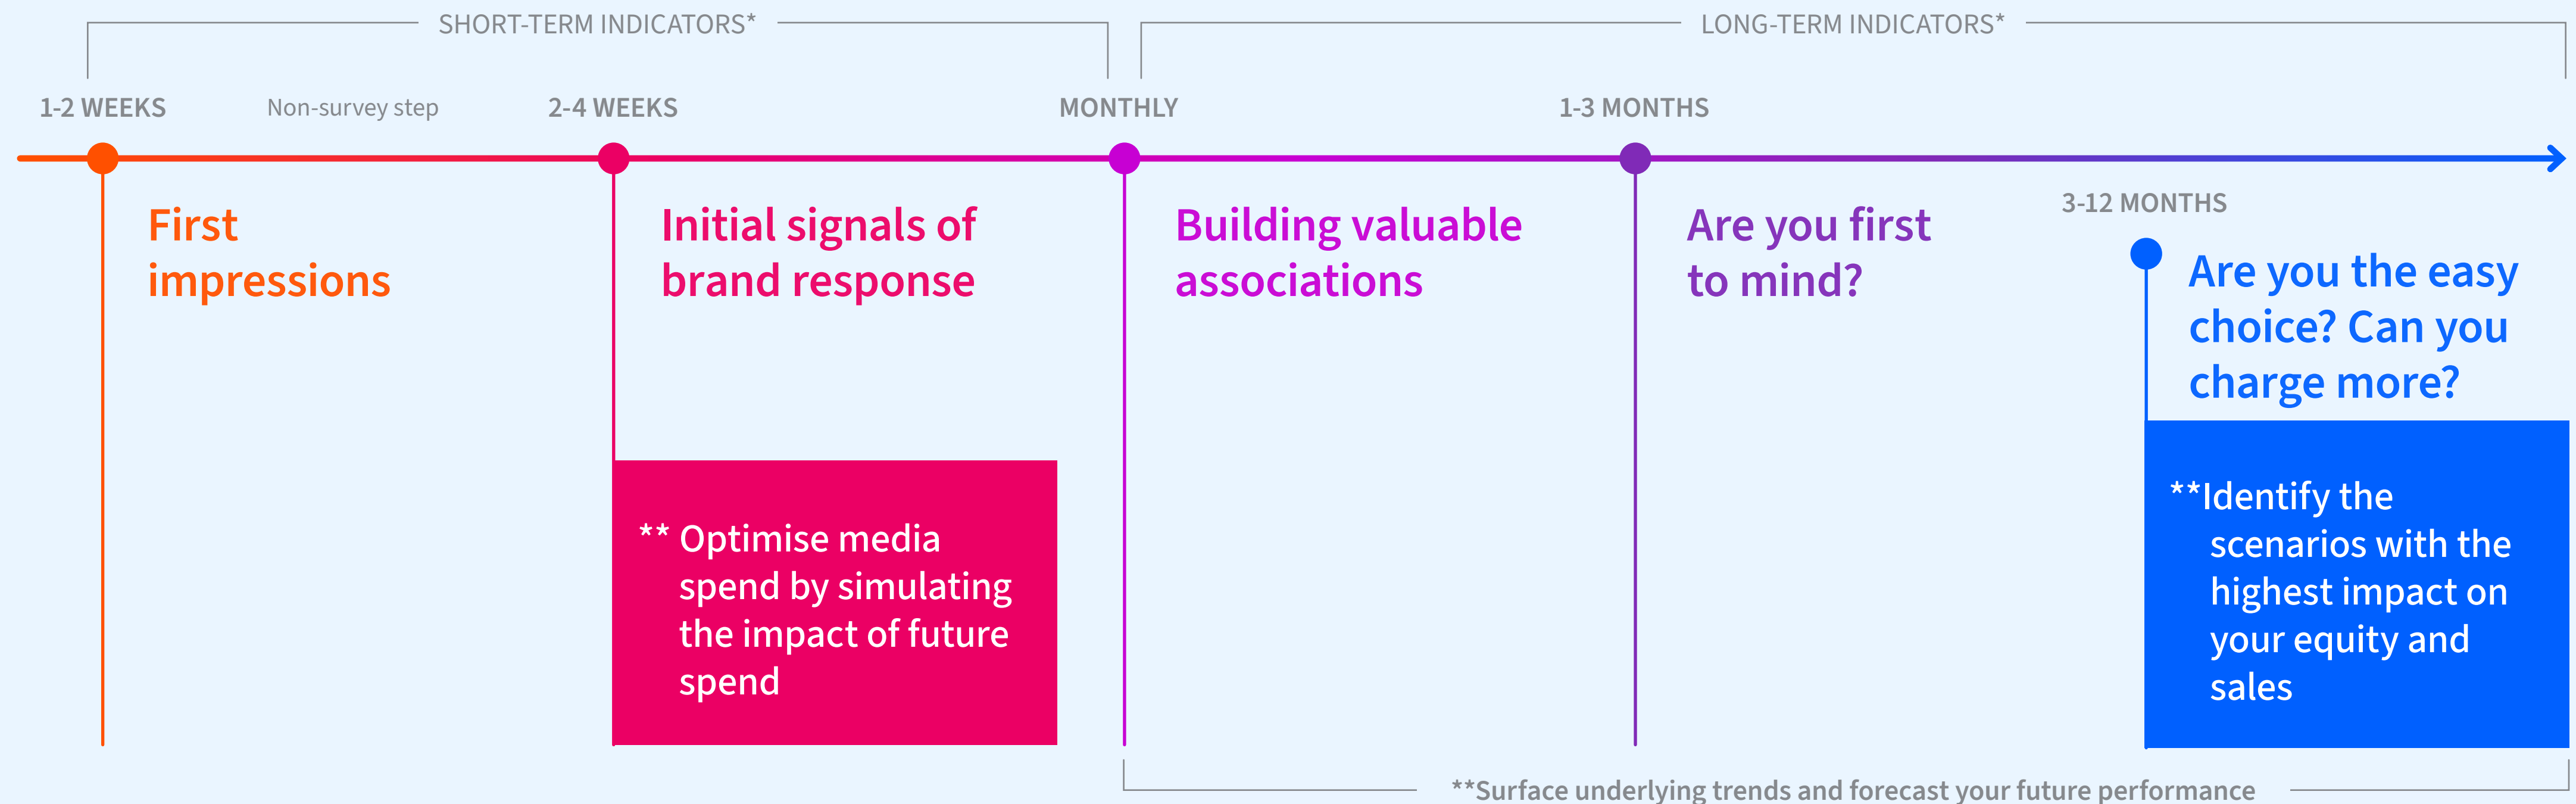 SHORT-TERM INDICATORS*
LONG-TERM INDICATORS*
1-2 WEEKS
Non-survey step
2-4 WEEKS
MONTHLY
1-3 MONTHS
3-12 MONTHS
First
impressions
Initial signals of
brand response
Building valuable
associations
Are you first
to mind?
Are you the easy
choice? Can you
charge more?
** Optimise media
spend by simulating
the impact of future
spend
**Identify the
scenarios with the
highest impact on
your equity and
sales
**Surface underlying trends and forecast your future performance